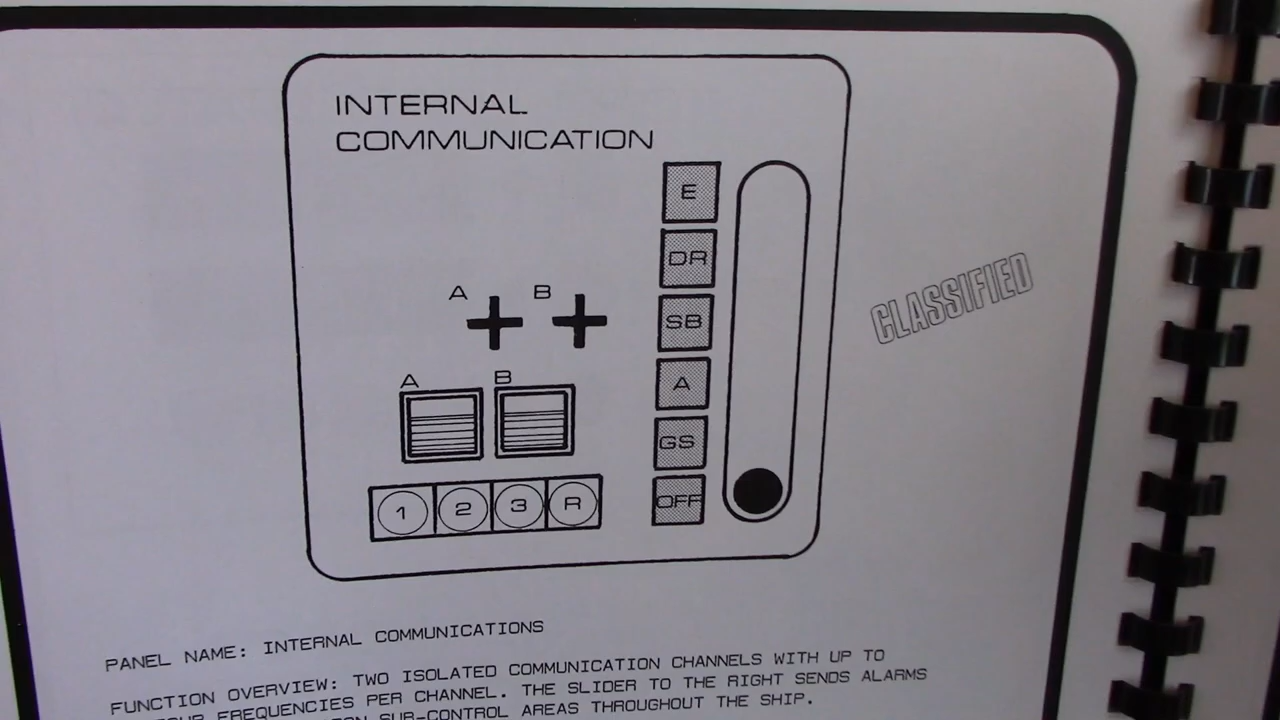 INTERNAL
COMMUNICATION
E
DR
SB
A
GS
OFF
A B
A B
1 2 3 R
CLASSIFIED
PANEL NAME: INTERNAL COMMUNICATIONS
FUNCTION OVERVIEW: TWO ISOLATED COMMUNICATION CHANNELS WITH UP TO
FREQUENCIES PER CHANNEL. THE SLIDER TO THE RIGHT SENDS ALARMS
SUB-CONTROL AREAS THROUGHOUT THE SHIP.